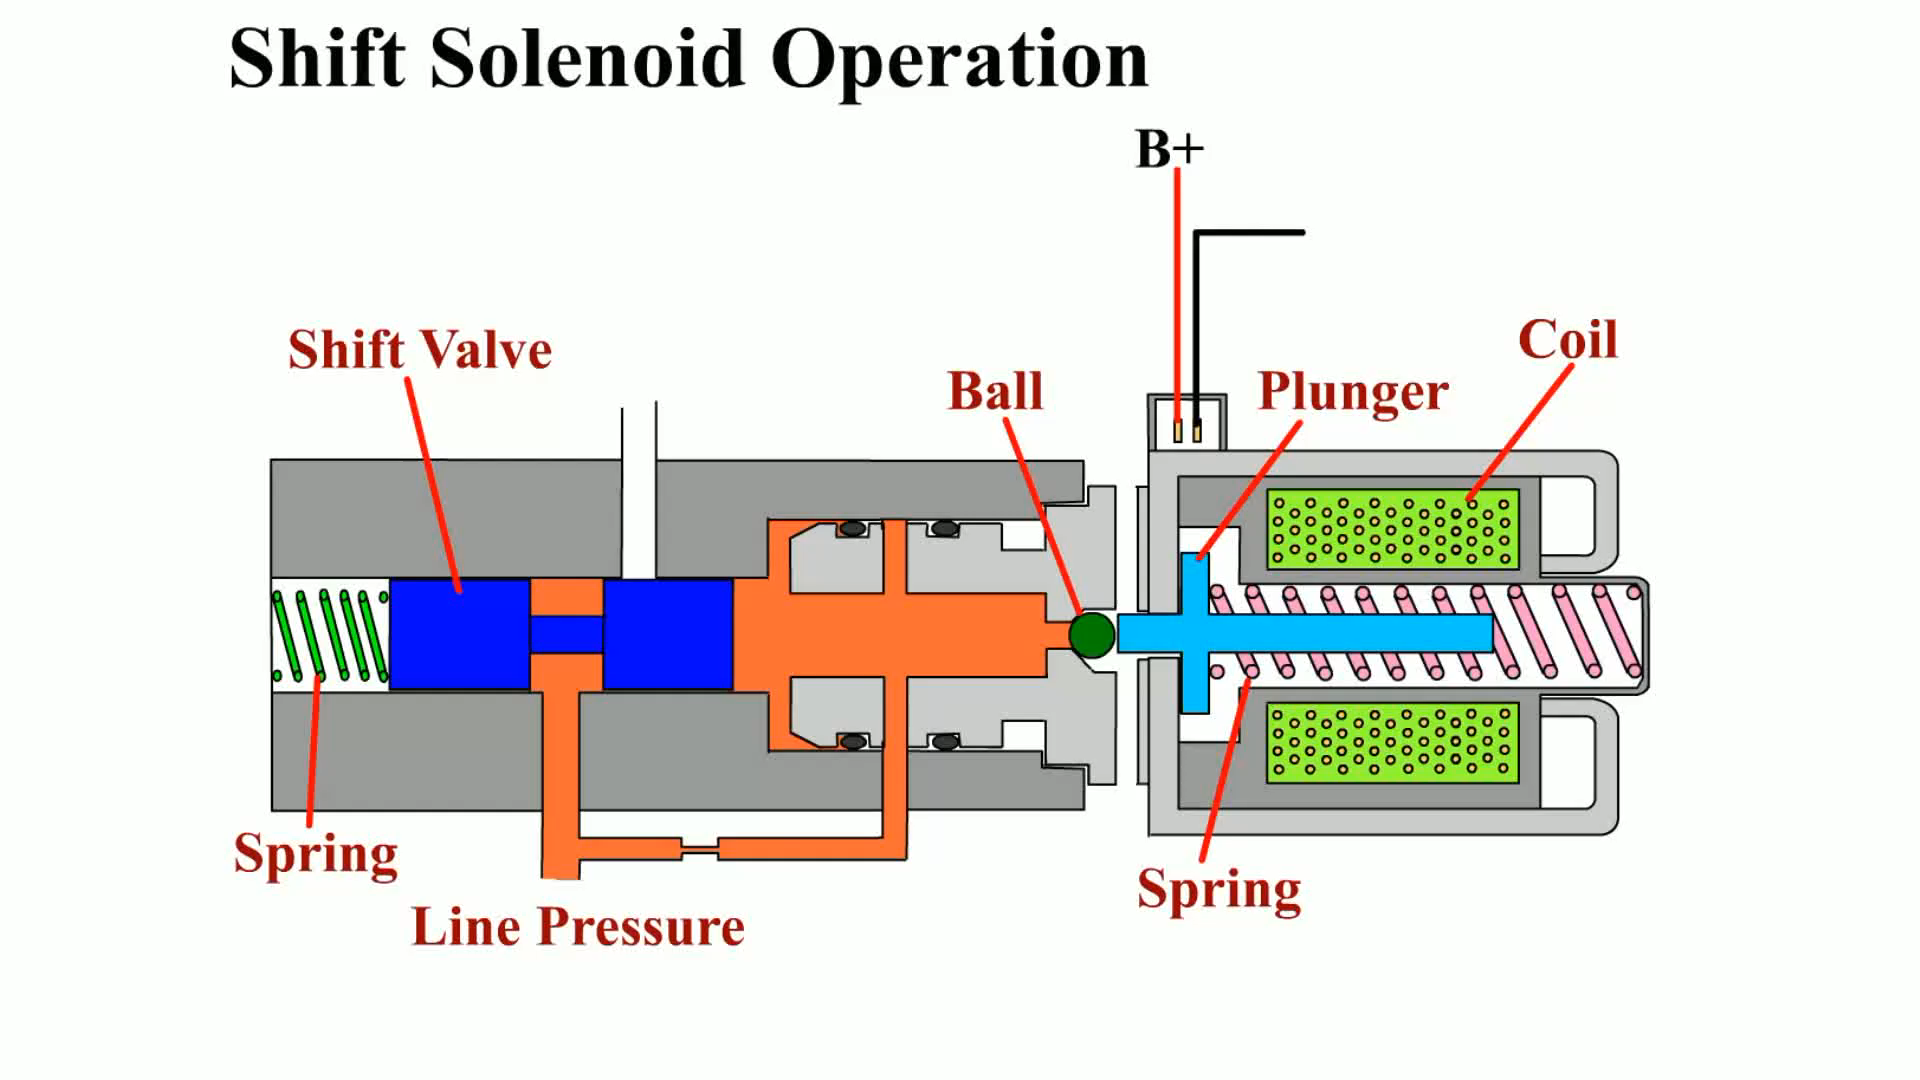 Shift Solenoid Operation
B+
Shift Valve
Ball
Plunger
Coil
Spring
Line Pressure
Spring